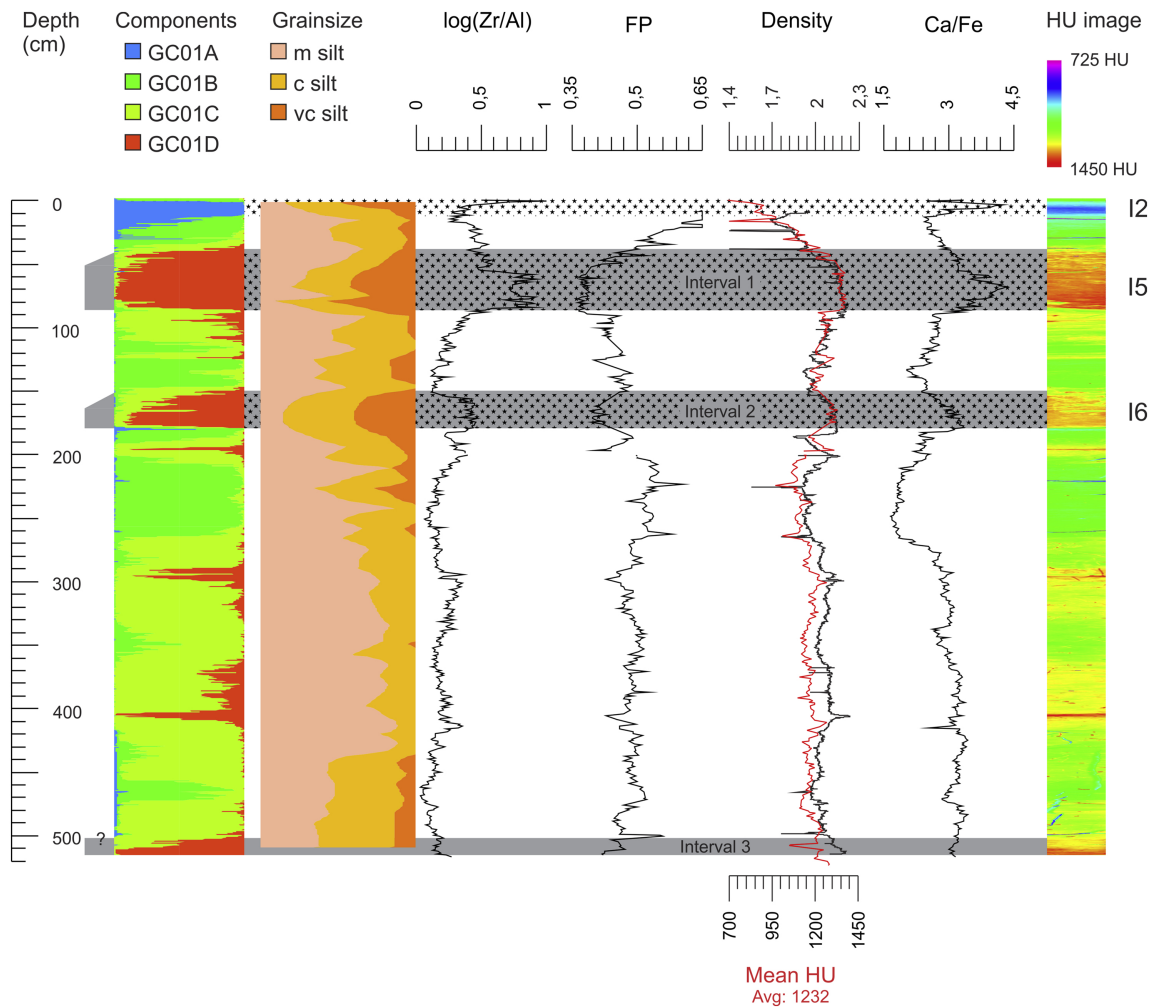 Depth
(cm)
Components
GC01A
GC01B
GC01C
GC01D
Grainsize
m silt
c silt
vc silt
log(Zr/Al)
0
0,5
1
FP
0,35
0,5
0,65
Density
1,4
1,7
2
2,3
Ca/Fe
1,5
3
4,5
HU image
725 HU
1450 HU
0
100
200
300
400
500
?
Interval 1
Interval 2
Interval 3
I2
I5
I6
700
950
1200
1450
Mean HU
Avg: 1232